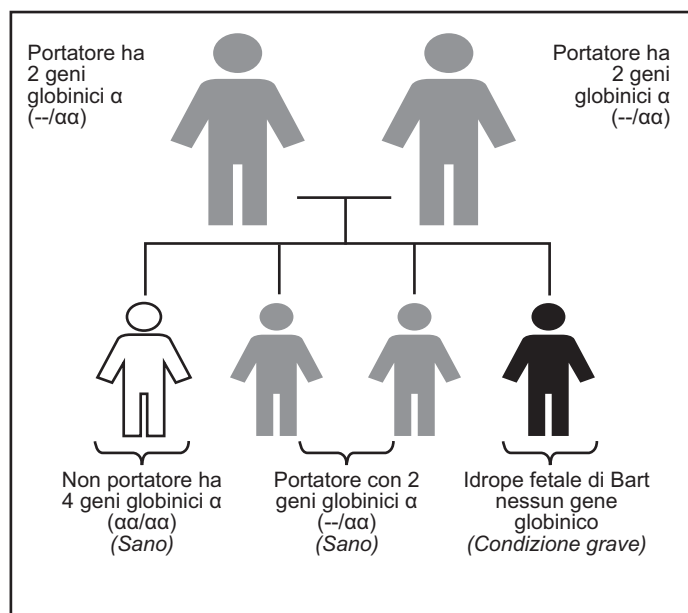 Portatore ha
2 geni
globinici α
(--/αα)
Portatore ha
2 geni
globinici α
(--/αα)
Non portatore ha
4 geni globinici α
(αα/αα)
(Sano)
Portatore con 2
geni globinici α
(--/αα)
(Sano)
Idrope fetale di Bart
nessun gene
globinico
(Condizione grave)